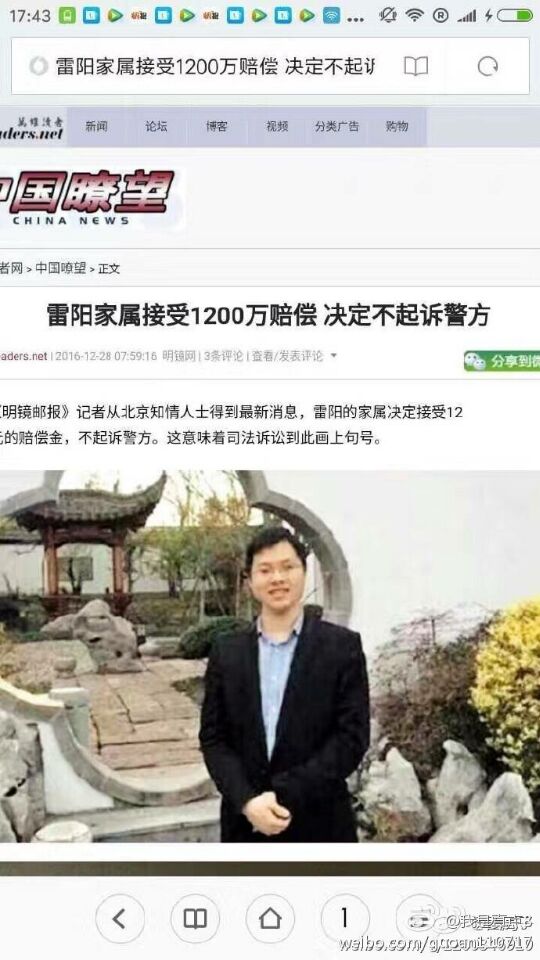 17:43
雷阳家属接受1200万赔偿 决定不起诉
萬維讀者
aders.net
新闻 论坛 博客 视频 分类广告 购物
中国瞭望
CHINA NEWS
者网 > 中国瞭望 > 正文
雷阳家属接受1200万赔偿 决定不起诉警方
eaders.net | 2016-12-28 07:59:16 明镜网 | 3条评论 | 查看/发表评论
分享到微
《明镜邮报》记者从北京知情人士得到最新消息，雷阳的家属决定接受12
元的赔偿金，不起诉警方。这意味着司法诉讼到此画上句号。
1